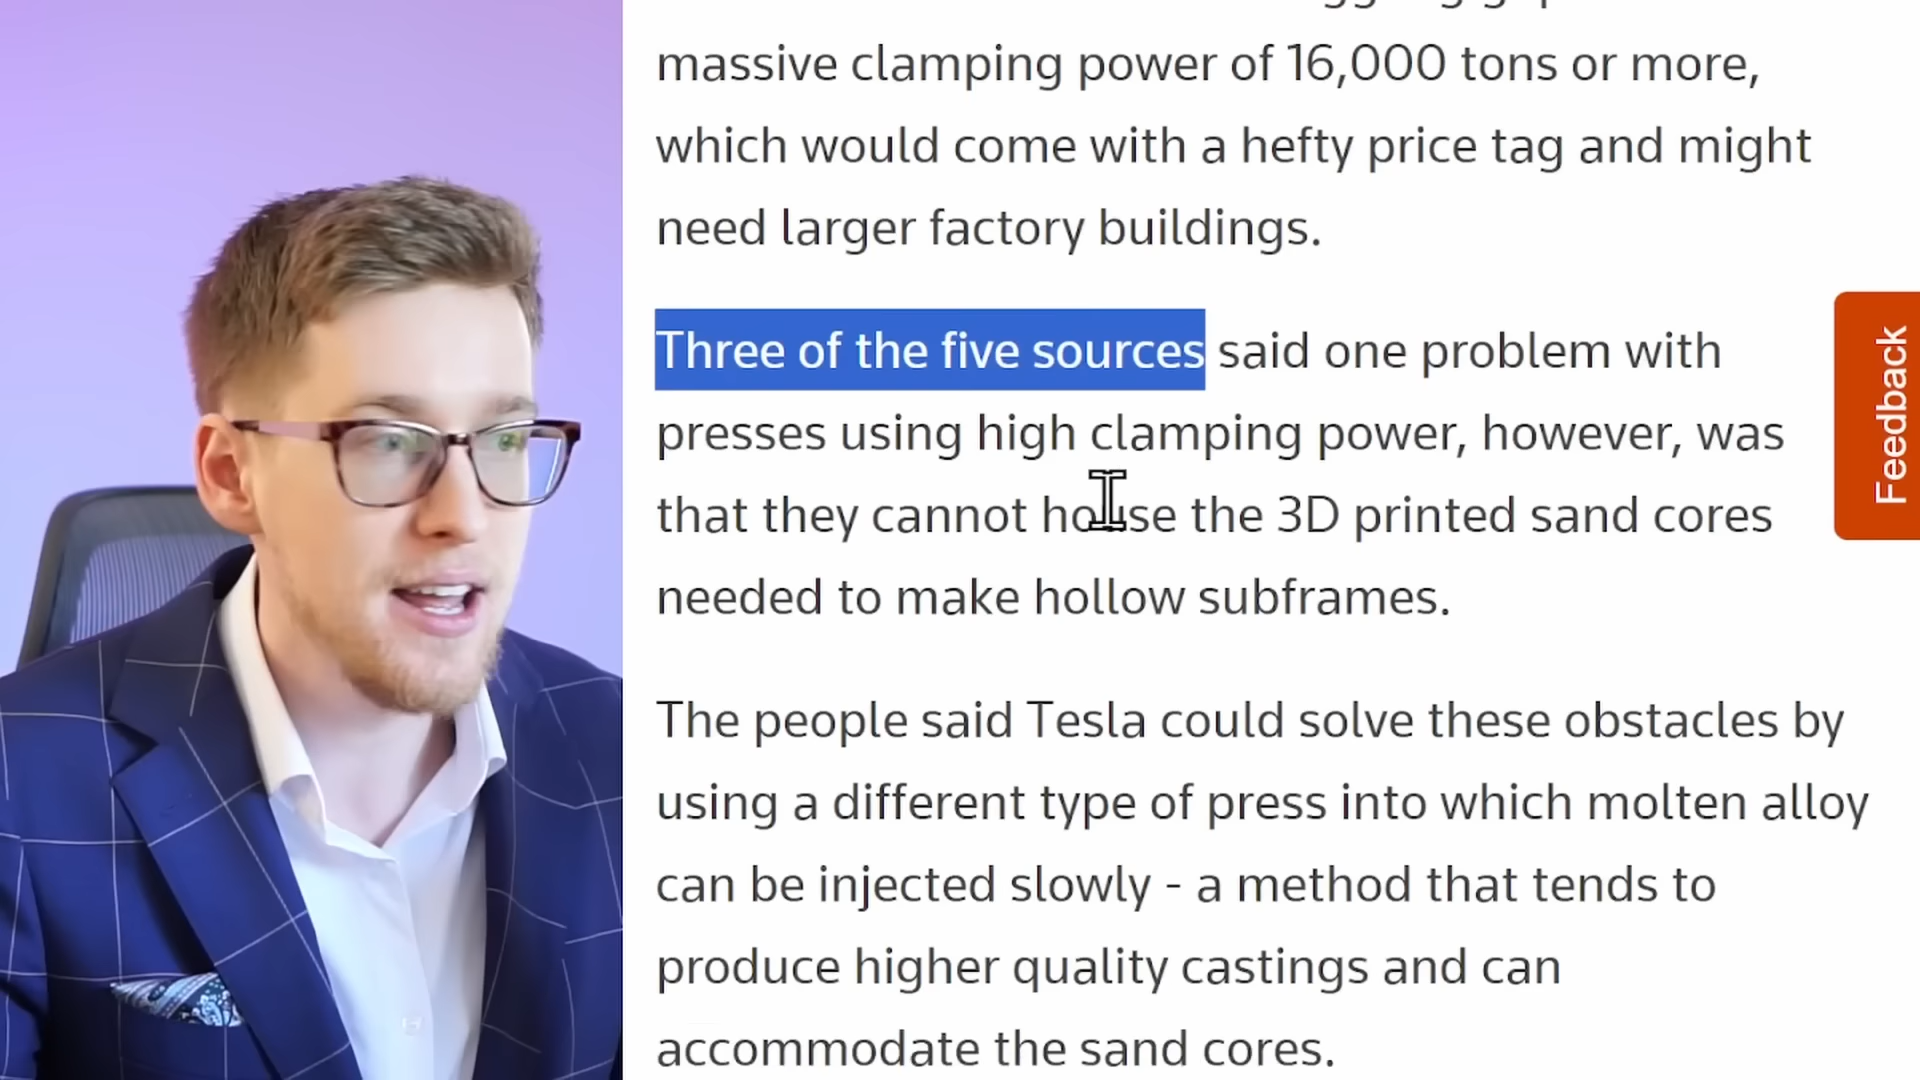 massive clamping power of 16,000 tons or more,
which would come with a hefty price tag and might
need larger factory buildings.
Three of the five sources said one problem with
presses using high clamping power, however, was
that they cannot house the 3D printed sand cores
needed to make hollow subframes.
The people said Tesla could solve these obstacles by
using a different type of press into which molten alloy
can be injected slowly - a method that tends to
produce higher quality castings and can
accommodate the sand cores.
Feedback